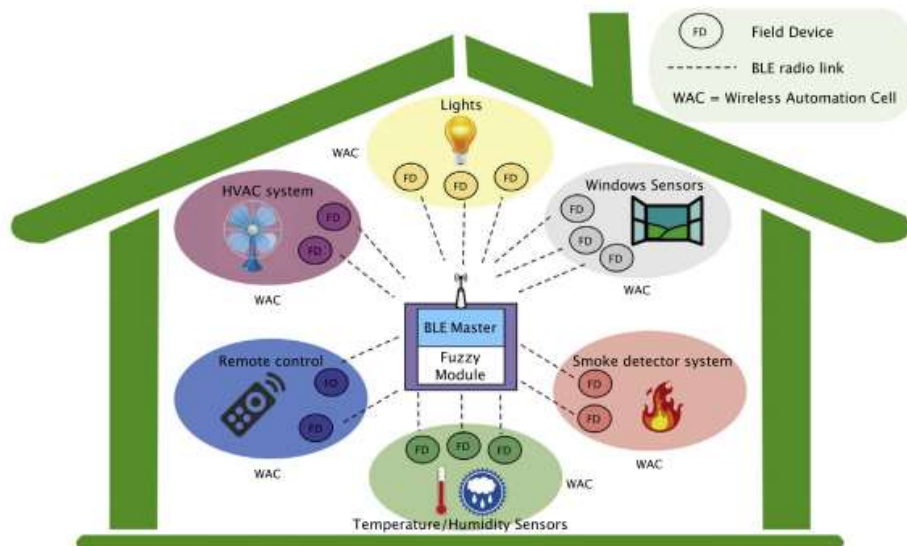 FD
Field Device
BLE radio link
WAC = Wireless Automation Cell
Lights
WAC
FD
FD
FD
HVAC system
FD
FD
WAC
Windows Sensors
FD
FD
FD
WAC
BLE Master
Fuzzy
Module
Remote control
FD
FD
WAC
Smoke detector system
FD
FD
WAC
FD
FD
FD
WAC
Temperature/Humidity Sensors